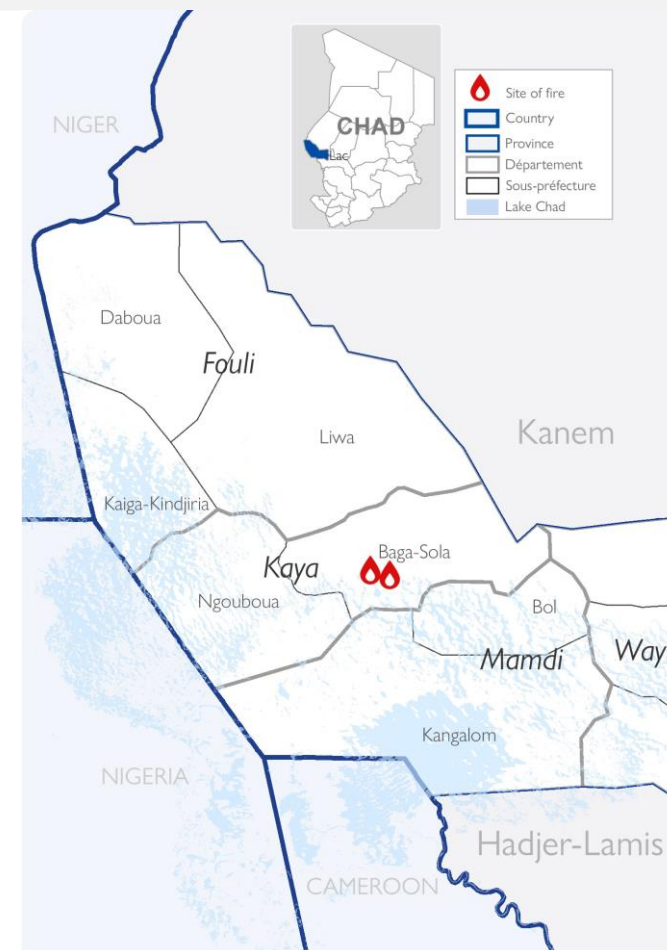 NIGER
CHAD
Lac
Site of fire
Country
Province
Département
Sous-préfecture
Lake Chad
Daboua
Fouli
Liwa
Kanem
Kaiga-Kindjiria
Baga-Sola
Kaya
Ngouboua
Bol
Mamdi
Way
Kangalom
NIGERIA
Hadjer-Lamis
CAMEROON